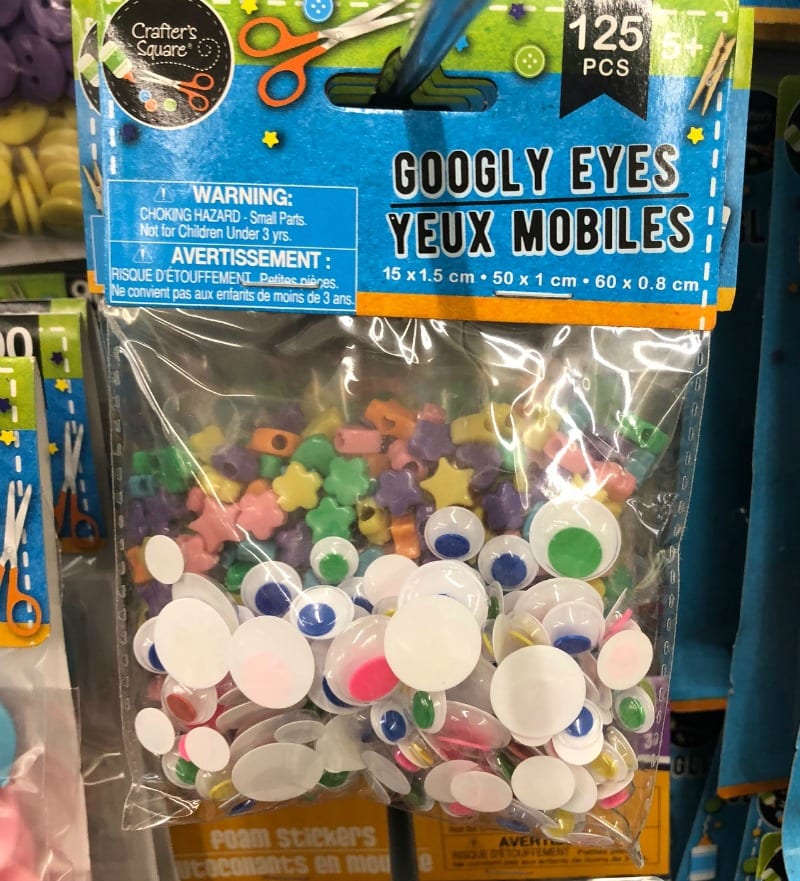 Crafter's
Square
125
PCS
5+
GOOGLY EYES
YEUX MOBILES
15 x 1.5 cm • 50 x 1 cm • 60 x 0.8 cm
⚠ WARNING:
CHOKING HAZARD - Small Parts.
Not for Children Under 3 yrs.
⚠ AVERTISSEMENT :
RISQUE D'ÉTOUFFEMENT Petites pièces.
Ne convient pas aux enfants de moins de 3 ans.
FOAM STICKERS